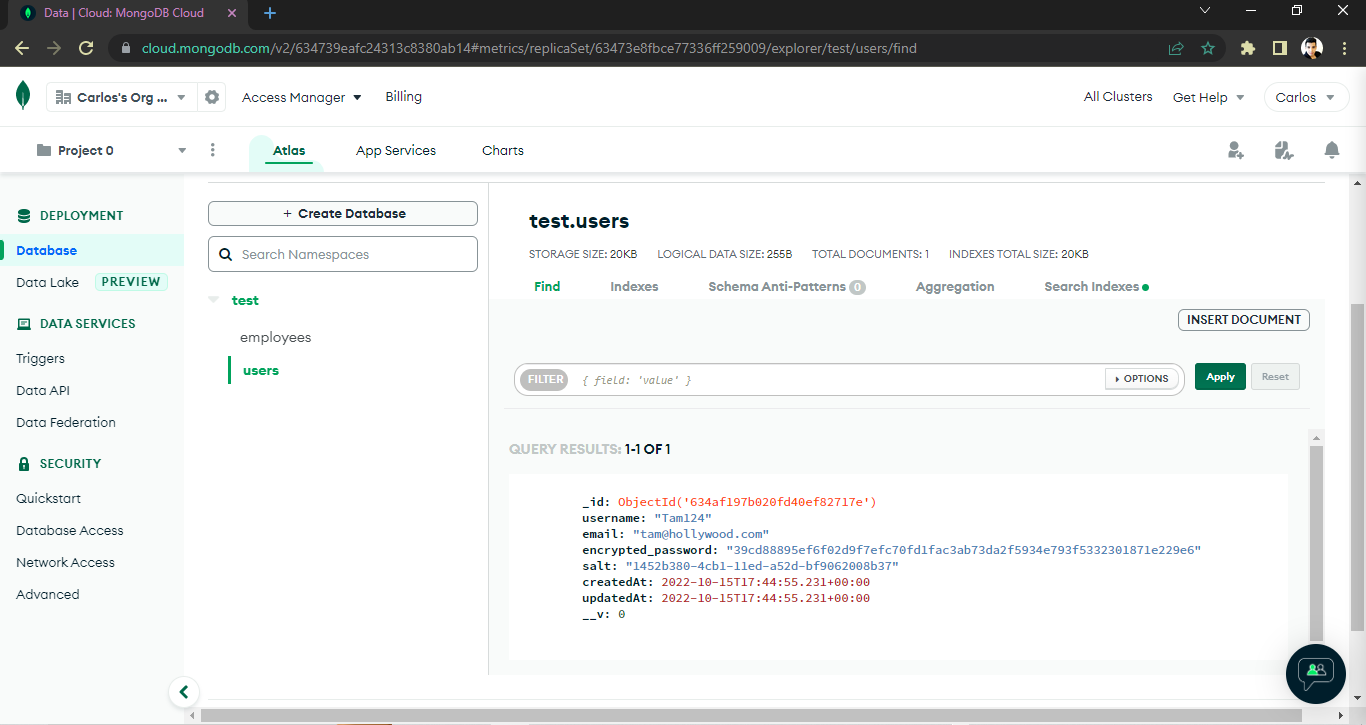 Data | Cloud: MongoDB Cloud
cloud.mongodb.com/v2/634739eafc24313c8380ab14#metrics/replicaSet/63473e8fbce77336ff259009/explorer/test/users/find
Carlos's Org ...
Access Manager
Billing
All Clusters
Get Help
Carlos
Project 0
Atlas
App Services
Charts
DEPLOYMENT
Database
Data Lake PREVIEW
DATA SERVICES
Triggers
Data API
Data Federation
SECURITY
Quickstart
Database Access
Network Access
Advanced
+ Create Database
Search Namespaces
test
employees
users
test.users
STORAGE SIZE: 20KB LOGICAL DATA SIZE: 255B TOTAL DOCUMENTS: 1 INDEXES TOTAL SIZE: 20KB
Find Indexes Schema Anti-Patterns 0 Aggregation Search Indexes
INSERT DOCUMENT
FILTER { field: 'value' } OPTIONS Apply Reset
QUERY RESULTS: 1-1 OF 1
_id: ObjectId('634af197b020fd40ef82717e')
username: "Tam124"
email: "tam@hollywood.com"
encrypted_password: "39cd88895ef6f02d9f7efc70fd1fac3ab73da2f5934e793f5332301871e229e6"
salt: "1452b380-4cb1-11ed-a52d-bf9062008b37"
createdAt: 2022-10-15T17:44:55.231+00:00
updatedAt: 2022-10-15T17:44:55.231+00:00
__v: 0